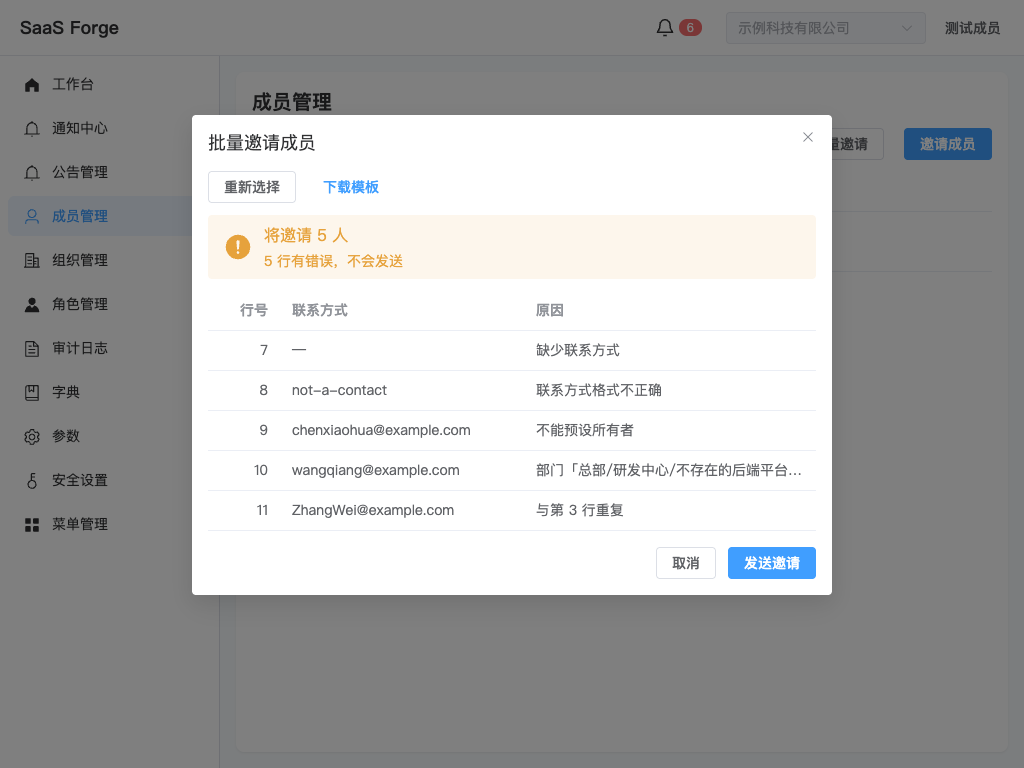 SaaS Forge
6
示例科技有限公司
测试成员
工作台
通知中心
公告管理
成员管理
组织管理
角色管理
审计日志
字典
参数
安全设置
菜单管理
成员管理
量邀请
邀请成员
批量邀请成员
重新选择
下载模板
将邀请 5 人
5 行有错误，不会发送
行号 联系方式 原因
7 — 缺少联系方式
8 not-a-contact 联系方式格式不正确
9 chenxiaohua@example.com 不能预设所有者
10 wangqiang@example.com 部门「总部/研发中心/不存在的后端平台...
11 ZhangWei@example.com 与第 3 行重复
取消
发送邀请